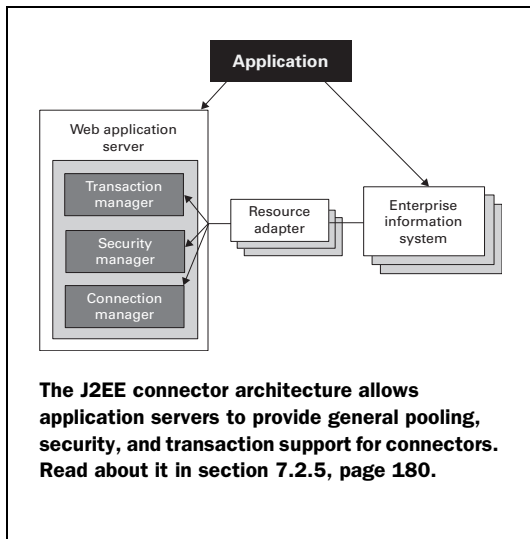 Application
Web application
server
Transaction
manager
Security
manager
Connection
manager
Resource
adapter
Enterprise
information
system
The J2EE connector architecture allows
application servers to provide general pooling,
security, and transaction support for connectors.
Read about it in section 7.2.5, page 180.